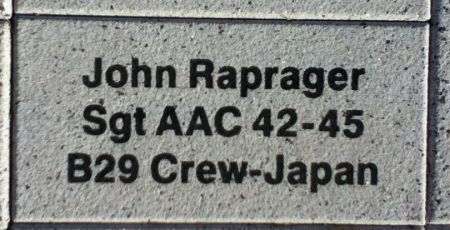 John Raprager
Sgt AAC 42-45
B29 Crew-Japan